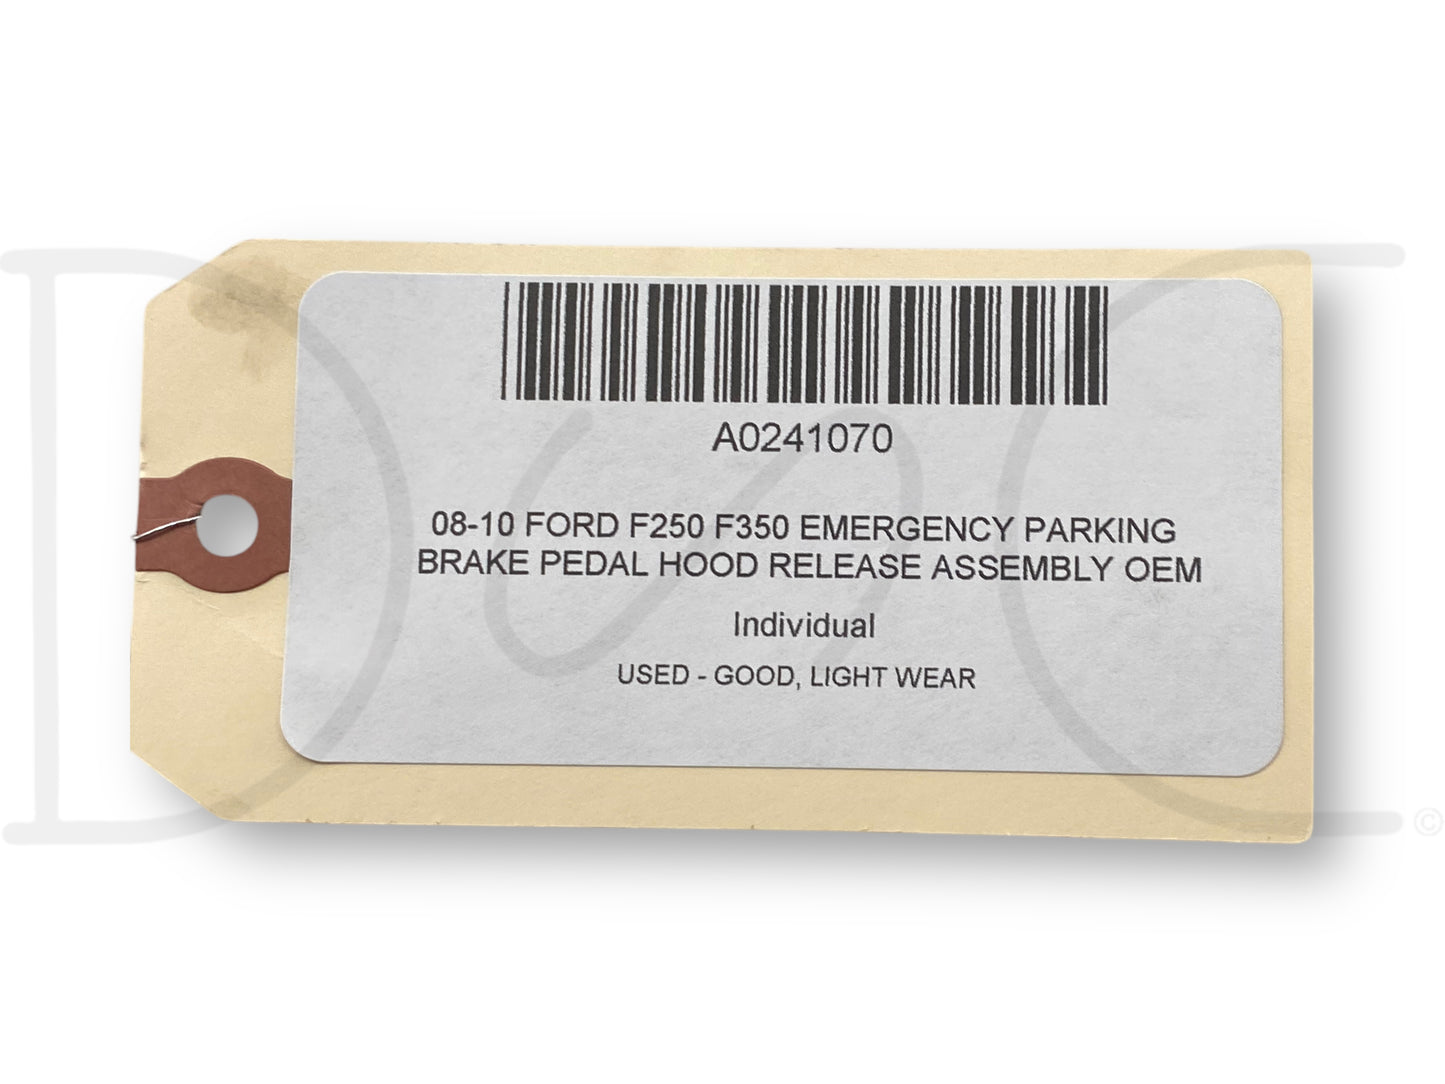 A0241070
08-10 FORD F250 F350 EMERGENCY PARKING
BRAKE PEDAL HOOD RELEASE ASSEMBLY OEM
Individual
USED - GOOD, LIGHT WEAR
©